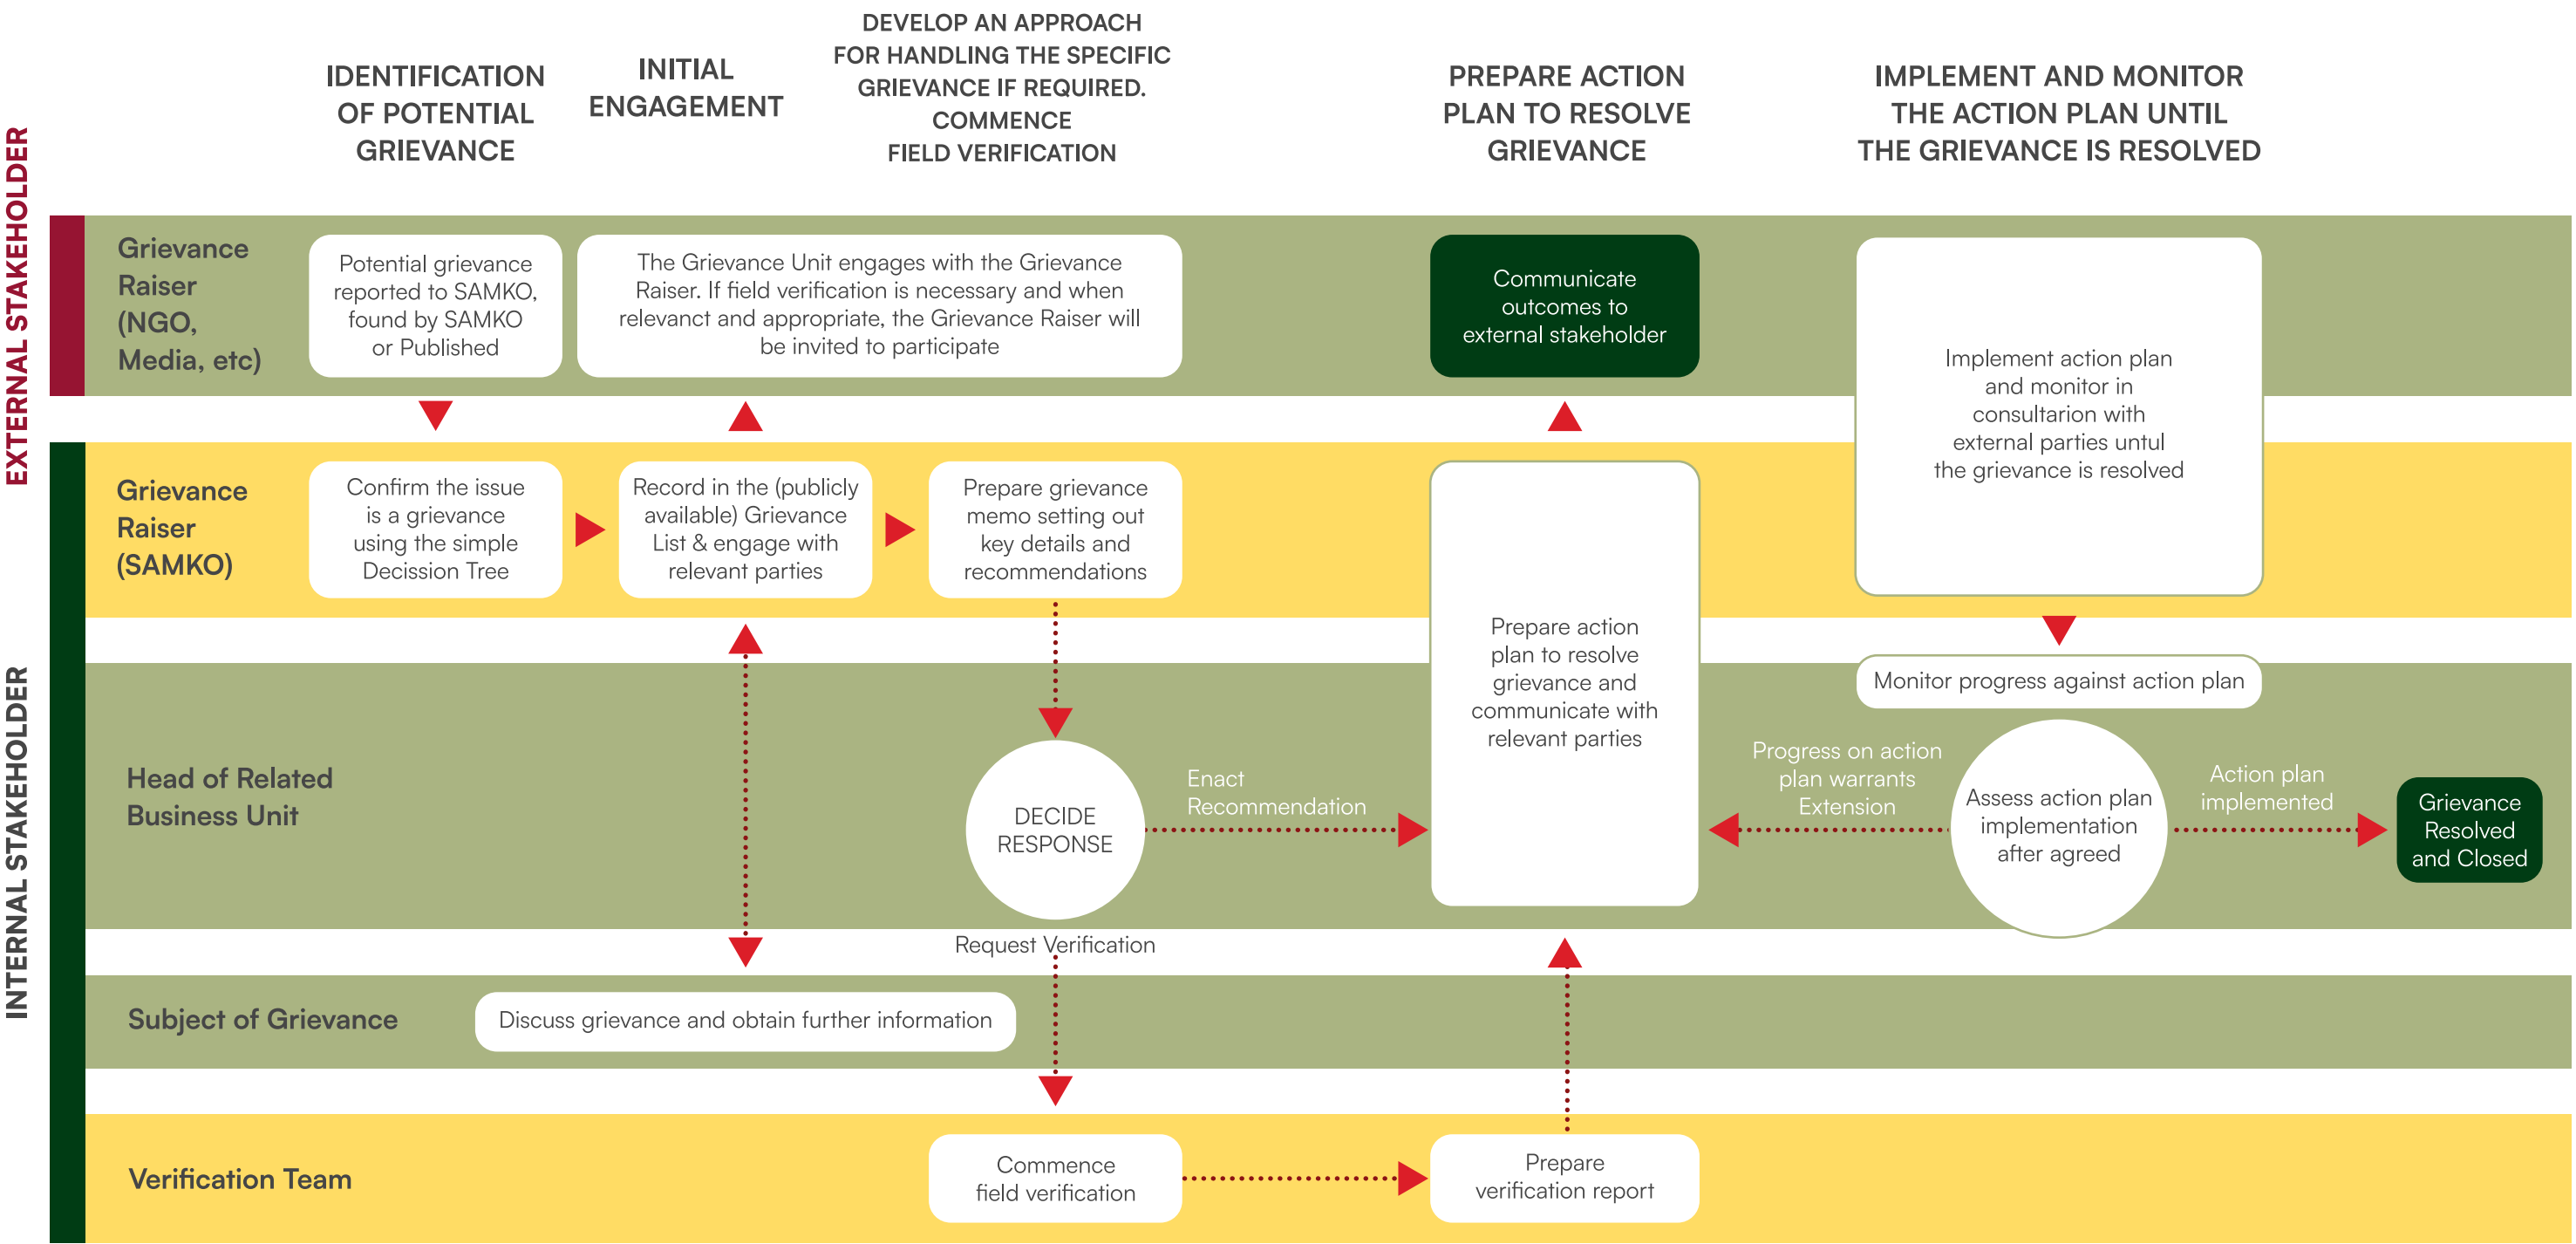 IDENTIFICATION
OF POTENTIAL
GRIEVANCE
INITIAL
ENGAGEMENT
DEVELOP AN APPROACH
FOR HANDLING THE SPECIFIC
GRIEVANCE IF REQUIRED.
COMMENCE
FIELD VERIFICATION
PREPARE ACTION
PLAN TO RESOLVE
GRIEVANCE
IMPLEMENT AND MONITOR
THE ACTION PLAN UNTIL
THE GRIEVANCE IS RESOLVED
EXTERNAL STAKEHOLDER
Grievance
Raiser
(NGO,
Media, etc)
Potential grievance
reported to SAMKO,
found by SAMKO
or Published
The Grievance Unit engages with the Grievance
Raiser. If field verification is necessary and when
relevanct and appropriate, the Grievance Raiser will
be invited to participate
Communicate
outcomes to
external stakeholder
Implement action plan
and monitor in
consultarion with
external parties untul
the grievance is resolved
INTERNAL STAKEHOLDER
Grievance
Raiser
(SAMKO)
Confirm the issue
is a grievance
using the simple
Decission Tree
Record in the (publicly
available) Grievance
List & engage with
relevant parties
Prepare grievance
memo setting out
key details and
recommendations
Prepare action
plan to resolve
grievance and
communicate with
relevant parties
Monitor progress against action plan
Head of Related
Business Unit
DECIDE
RESPONSE
Enact
Recommendation
Progress on action
plan warrants
Extension
Assess action plan
implementation
after agreed
Action plan
implemented
Grievance
Resolved
and Closed
Request Verification
Subject of Grievance
Discuss grievance and obtain further information
Verification Team
Commence
field verification
Prepare
verification report